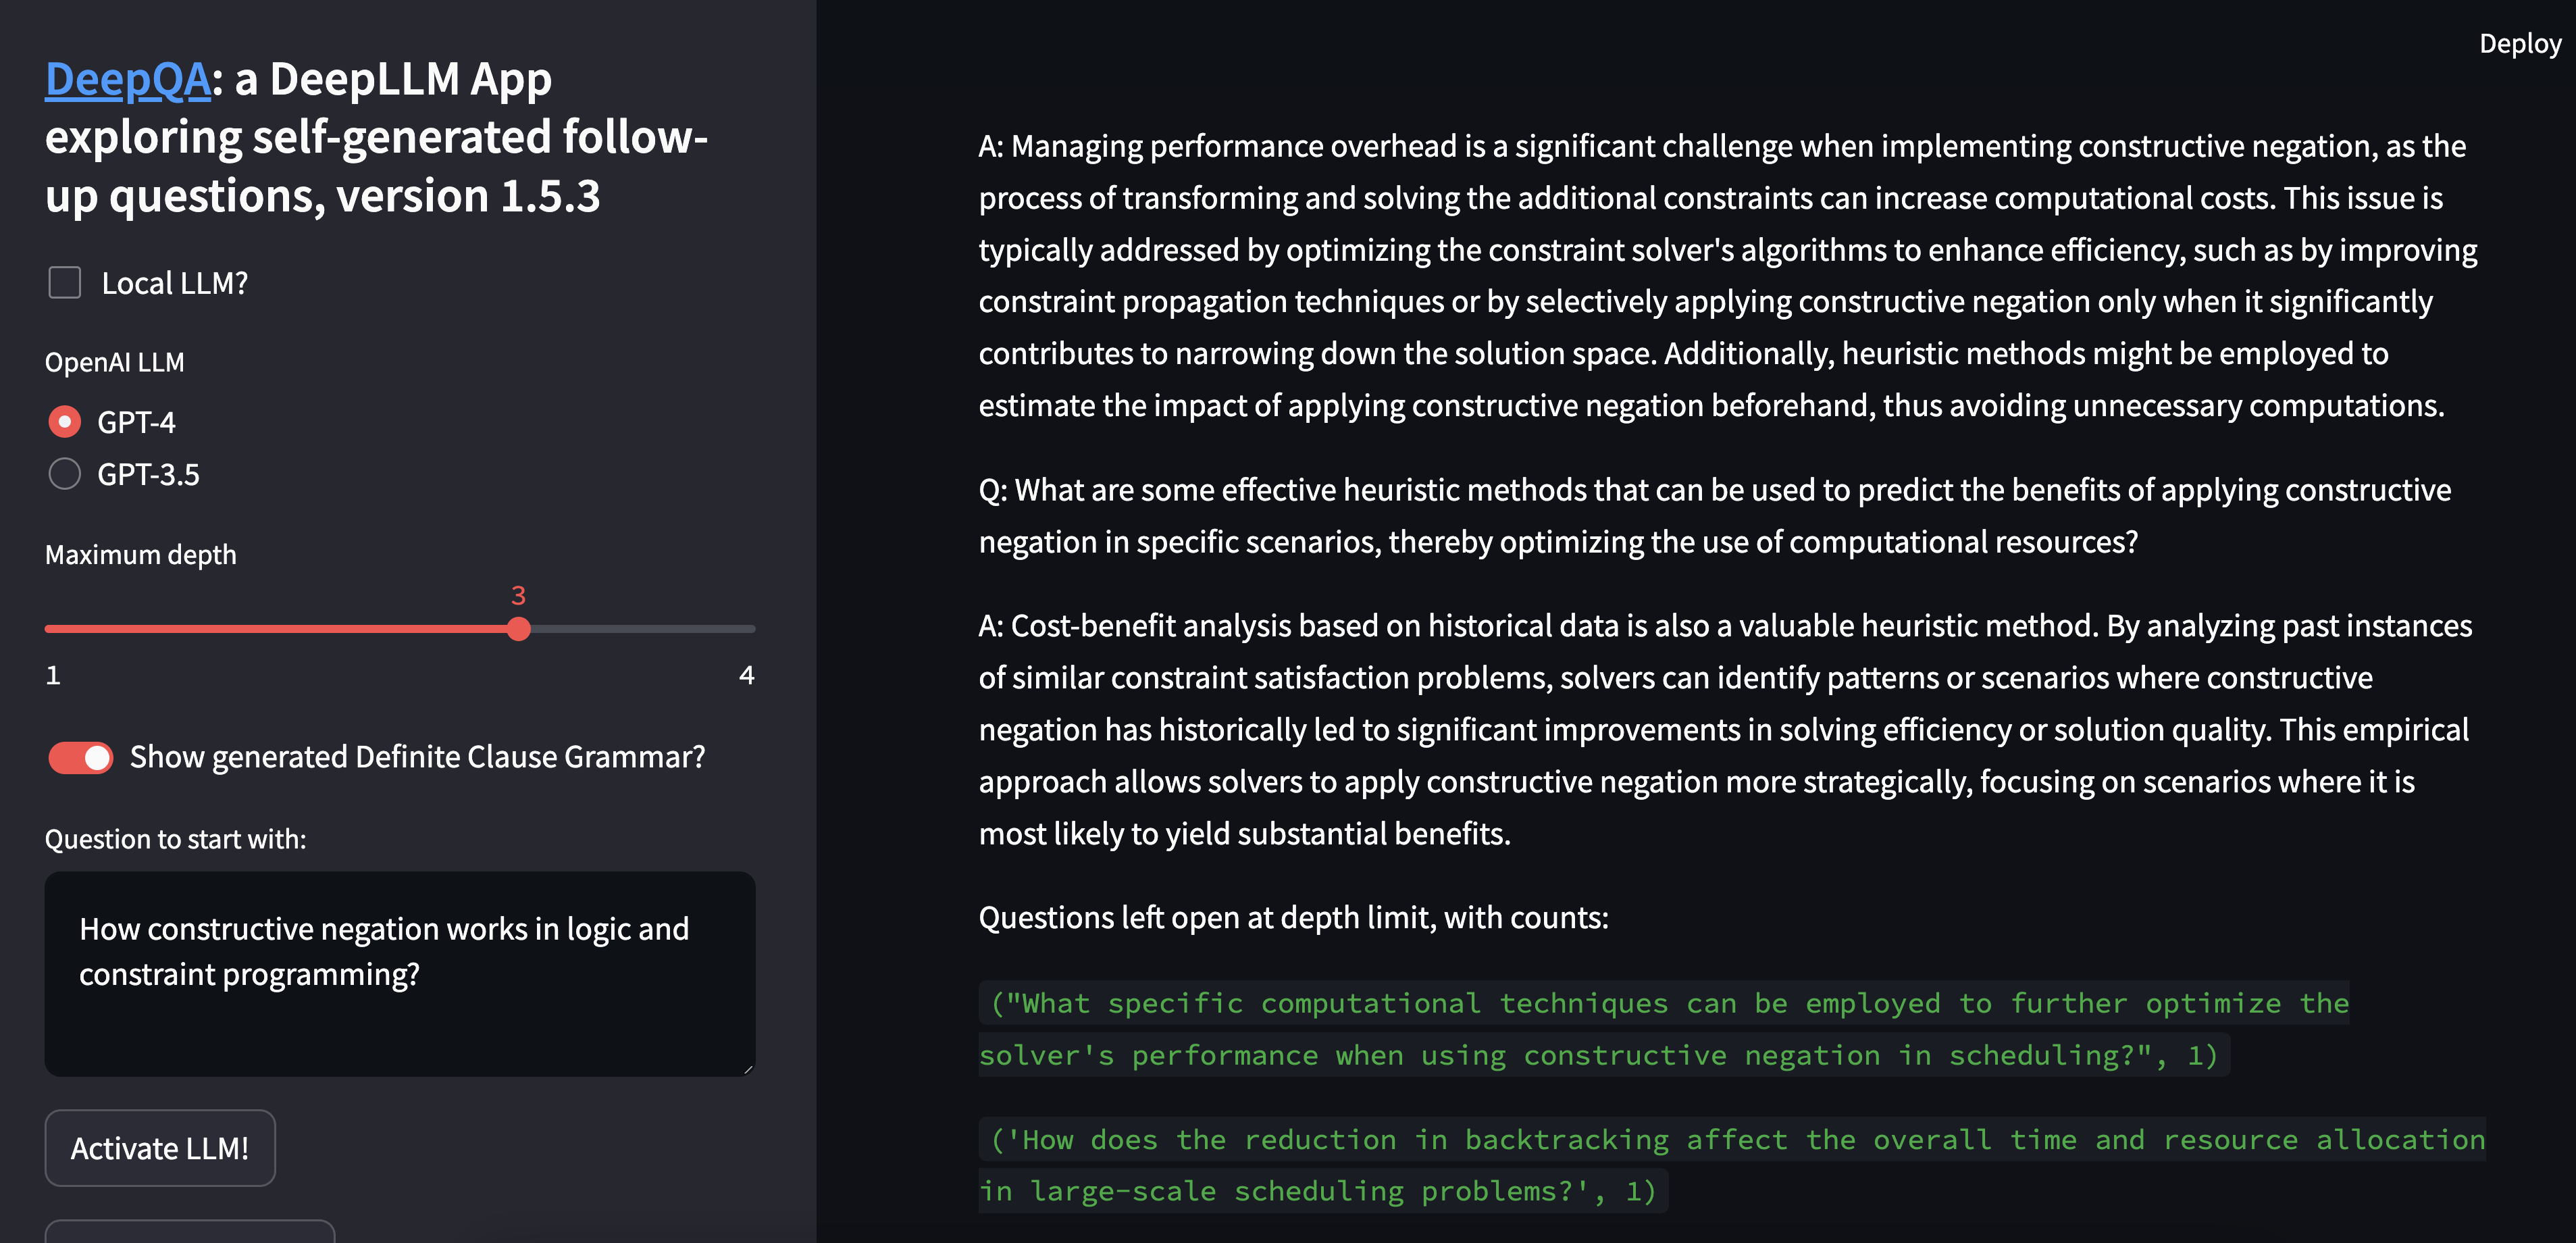 DeepQA: a DeepLLM App
exploring self-generated follow-
up questions, version 1.5.3
Local LLM?
OpenAI LLM
GPT-4
GPT-3.5
Maximum depth
3
1
4
Show generated Definite Clause Grammar?
Question to start with:
How constructive negation works in logic and
constraint programming?
Activate LLM!
Deploy
A: Managing performance overhead is a significant challenge when implementing constructive negation, as the
process of transforming and solving the additional constraints can increase computational costs. This issue is
typically addressed by optimizing the constraint solver's algorithms to enhance efficiency, such as by improving
constraint propagation techniques or by selectively applying constructive negation only when it significantly
contributes to narrowing down the solution space. Additionally, heuristic methods might be employed to
estimate the impact of applying constructive negation beforehand, thus avoiding unnecessary computations.
Q: What are some effective heuristic methods that can be used to predict the benefits of applying constructive
negation in specific scenarios, thereby optimizing the use of computational resources?
A: Cost-benefit analysis based on historical data is also a valuable heuristic method. By analyzing past instances
of similar constraint satisfaction problems, solvers can identify patterns or scenarios where constructive
negation has historically led to significant improvements in solving efficiency or solution quality. This empirical
approach allows solvers to apply constructive negation more strategically, focusing on scenarios where it is
most likely to yield substantial benefits.
Questions left open at depth limit, with counts:
("What specific computational techniques can be employed to further optimize the
solver's performance when using constructive negation in scheduling?", 1)
('How does the reduction in backtracking affect the overall time and resource allocation
in large-scale scheduling problems?', 1)